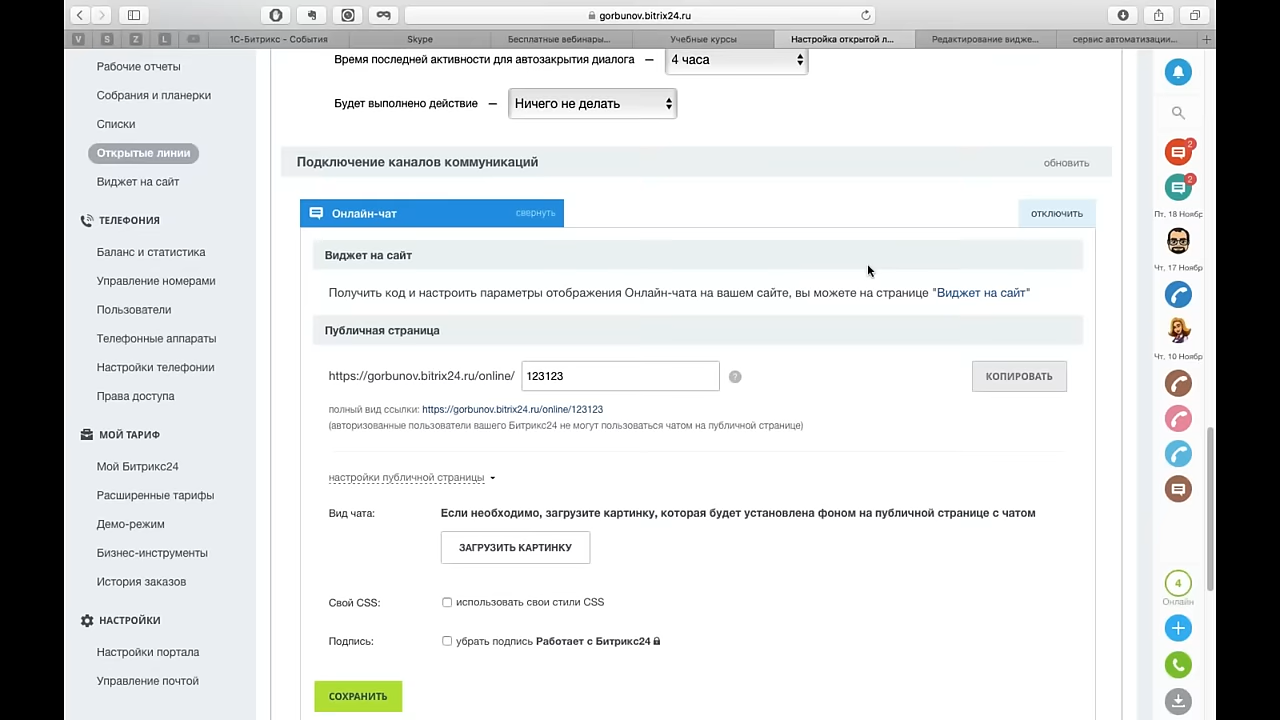 gorbunov.bitrix24.ru
V
S
Z
L
1С-Битрикс - События
Skype
Бесплатные вебинары...
Учебные курсы
Настройка открытой л...
Редактирование видже...
сервис автоматизации...
Рабочие отчеты
Собрания и планерки
Списки
Открытые линии
Виджет на сайт
ТЕЛЕФОНИЯ
Баланс и статистика
Управление номерами
Пользователи
Телефонные аппараты
Настройки телефонии
Права доступа
МОЙ ТАРИФ
Мой Битрикс24
Расширенные тарифы
Демо-режим
Бизнес-инструменты
История заказов
НАСТРОЙКИ
Настройки портала
Управление почтой
Время последней активности для автозакрытия диалога — 4 часа
Будет выполнено действие — Ничего не делать
Подключение каналов коммуникаций
обновить
Онлайн-чат
свернуть
ОТКЛЮЧИТЬ
Виджет на сайт
Получить код и настроить параметры отображения Онлайн-чата на вашем сайте, вы можете на странице "Виджет на сайт"
Публичная страница
https://gorbunov.bitrix24.ru/online/ 123123 ?
КОПИРОВАТЬ
полный вид ссылки: https://gorbunov.bitrix24.ru/online/123123
(авторизованные пользователи вашего Битрикс24 не могут пользоваться чатом на публичной странице)
настройки публичной страницы
Вид чата: Если необходимо, загрузите картинку, которая будет установлена фоном на публичной странице с чатом
ЗАГРУЗИТЬ КАРТИНКУ
Свой CSS: использовать свои стили CSS
Подпись: убрать подпись Работает с Битрикс24
СОХРАНИТЬ
2
2
Пт, 18 Ноябр
Чт, 17 Ноябр
Чт, 10 Ноябр
4
Онлайн